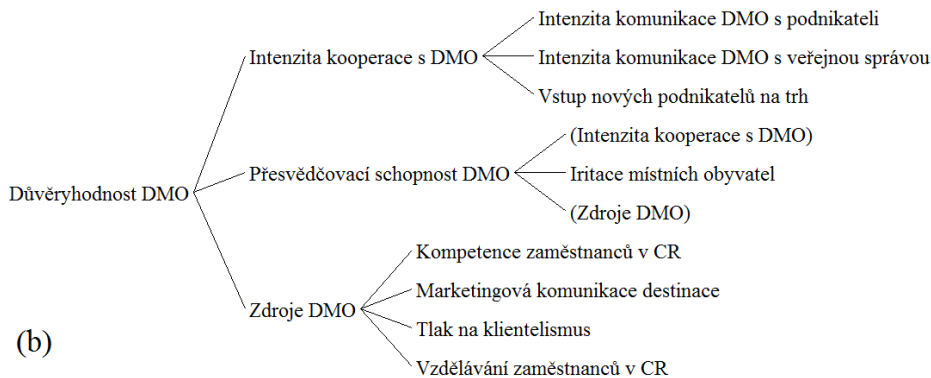 Důvěryhodnost DMO
Intenzita kooperace s DMO
Intenzita komunikace DMO s podnikateli
Intenzita komunikace DMO s veřejnou správou
Vstup nových podnikatelů na trh
Přesvědčovací schopnost DMO
(Intenzita kooperace s DMO)
Iritace místních obyvatel
(Zdroje DMO)
Zdroje DMO
Kompetence zaměstnanců v CR
Marketingová komunikace destinace
Tlak na klientelismus
Vzdělávání zaměstnanců v CR
(b)